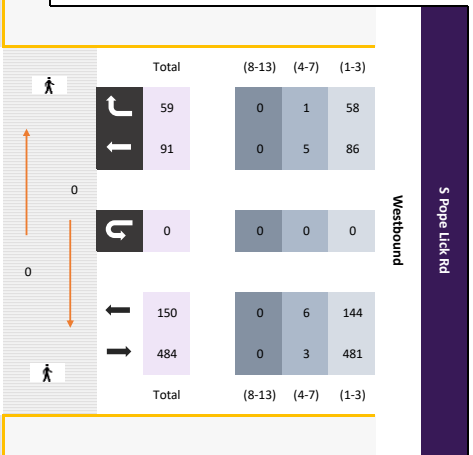 Total (8-13) (4-7) (1-3)
59 0 1 58
91 0 5 86
0
0 0 0 0
0
150 0 6 144
484 0 3 481
Total (8-13) (4-7) (1-3)
Westbound
S Pope Lick Rd